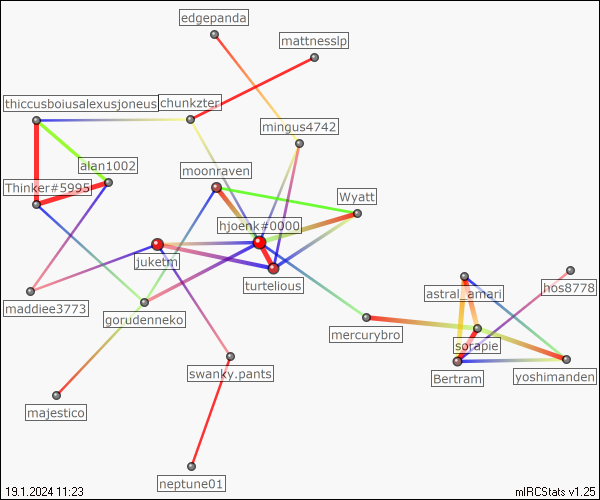 edgepanda
mattnesslp
thiccusboiusalexusjoneus
chunkzter
mingus4742
alan1002
moonraven
Thinker#5995
Wyatt
hjoenk#0000
juketm
turtelious
hos8778
astral_amari
maddiee3773
gorudenneko
mercurybro
sorapie
swanky.pants
Bertram
yoshimanden
majestico
neptune01
19.1.2024 11:23
mIRCStats v1.25